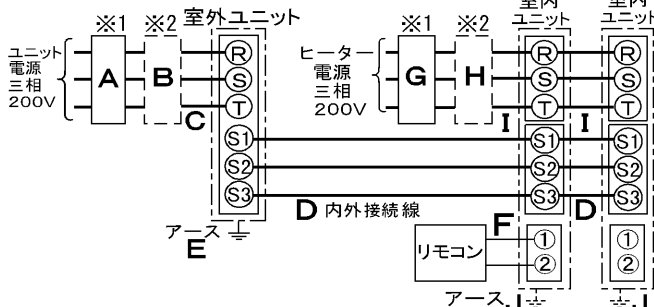 ※1
※2
室外ユニット
ユニット
電源
三相
200V
A
B
C
R
S
T
S1
S2
S3
D 内外接続線
アース
E
※1
※2
室内
ユニット
室内
ユニット
ヒーター
電源
三相
200V
G
H
I
I
R
S
T
R
S
T
S1
S2
S3
S1
S2
S3
D
F
リモコン
1
2
1
2
アース